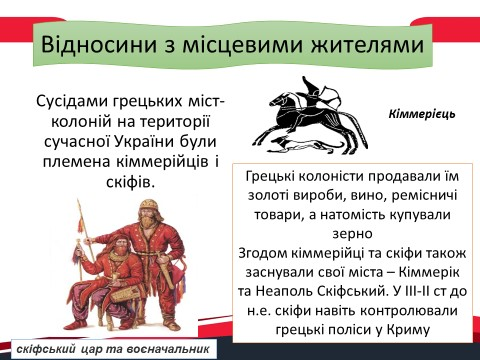 Відносини з місцевими жителями
Сусідами грецьких міст-
колоній на території
сучасної України були
племена кіммерійців і
скіфів.
Кіммерієць
Грецькі колоністи продавали їм
золоті вироби, вино, ремісничі
товари, а натомість купували
зерно
Згодом кіммерійці та скіфи також
заснували свої міста – Кіммерік
та Неаполь Скіфський. У ІІІ-ІІ ст до
н.е. скіфи навіть контролювали
грецькі поліси у Криму
скіфський цар та воєначальник